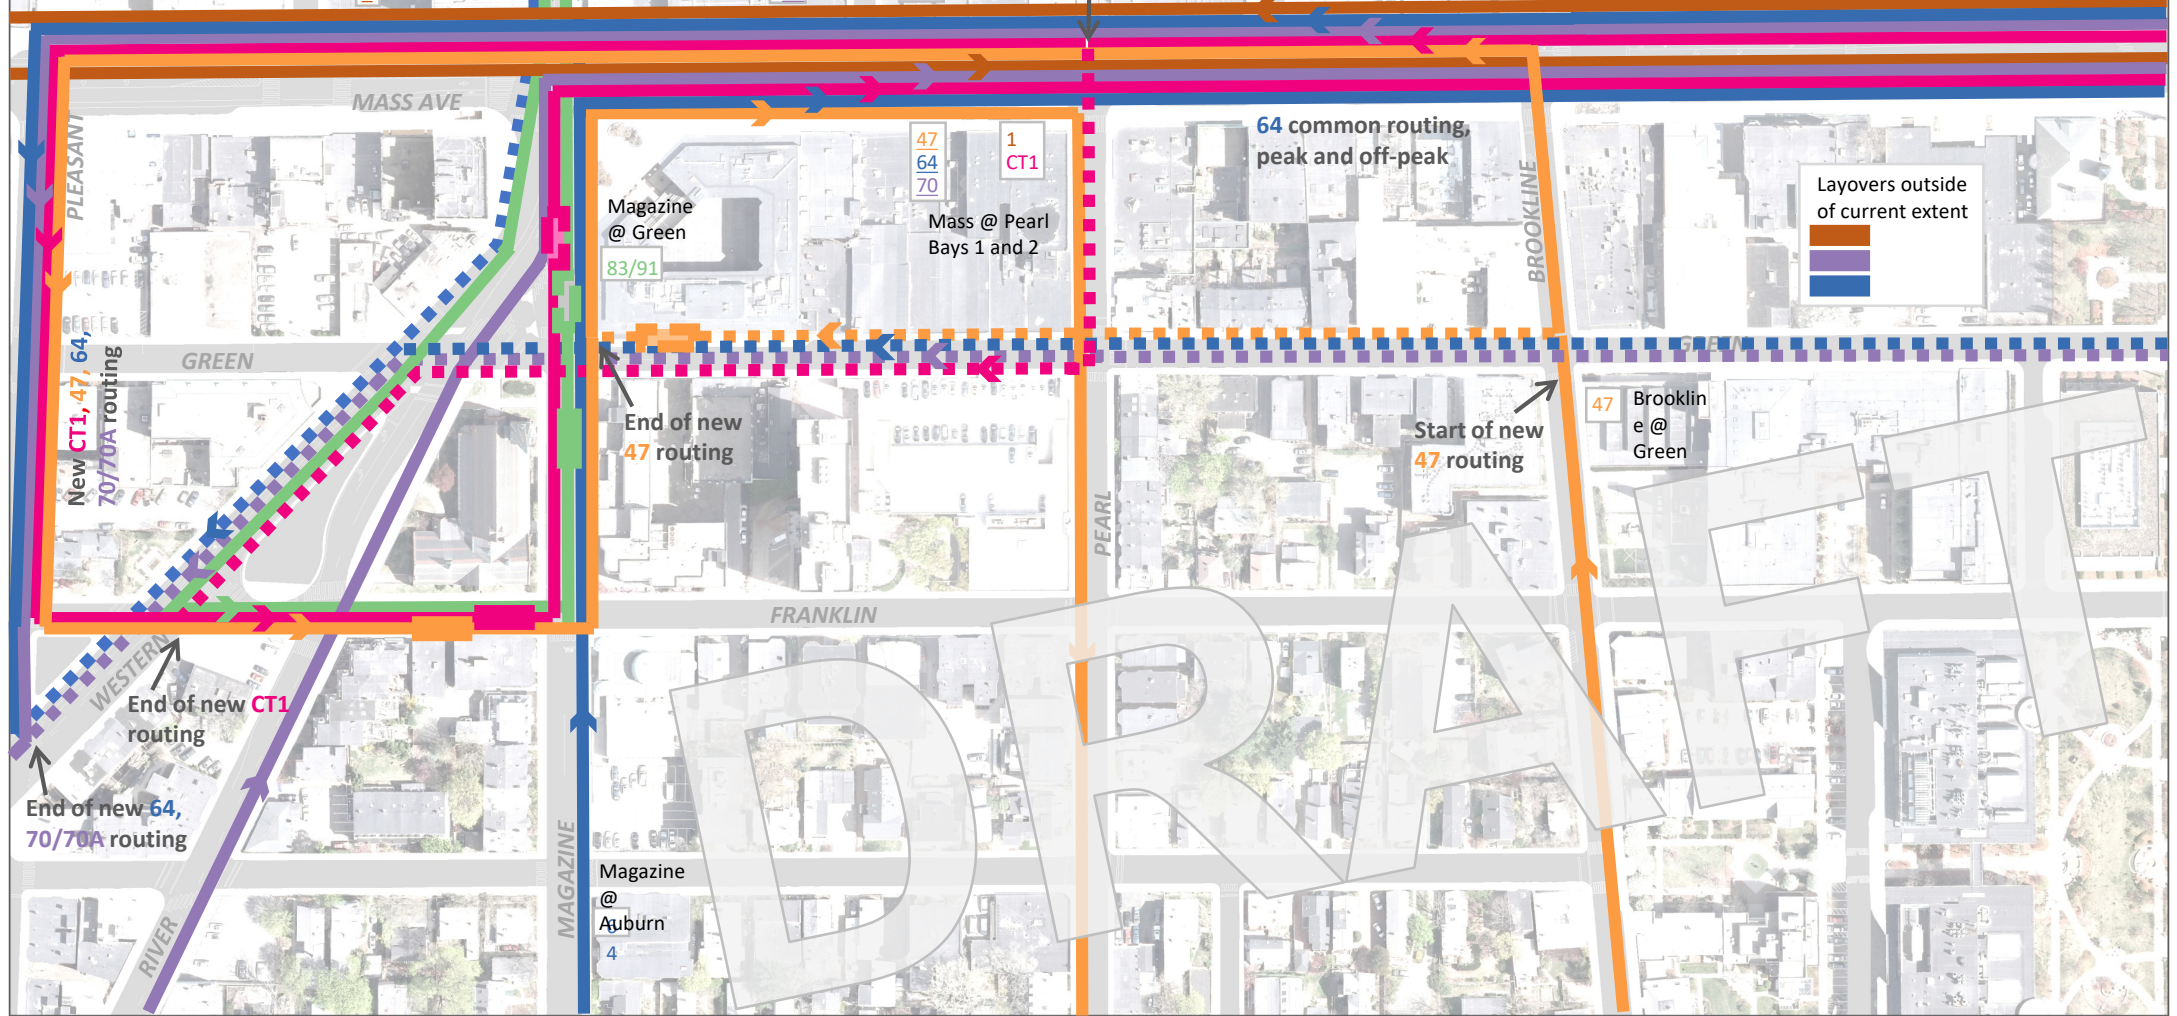 MASS AVE
PLEASANT
47
64
70
1
CT1
64 common routing,
peak and off-peak
BROOKLINE
Layovers outside
of current extent
Magazine
@ Green
83/91
Mass @ Pearl
Bays 1 and 2
GREEN
GREEN
New CT1, 47, 64,
70/70A routing
End of new
47 routing
Start of new
47 routing
47
Brooklin
e @
Green
PEARL
FRANKLIN
WESTERN
End of new CT1
routing
End of new 64,
70/70A routing
MAGAZINE
Magazine
@
Auburn
6
4
RIVER
DRAFT